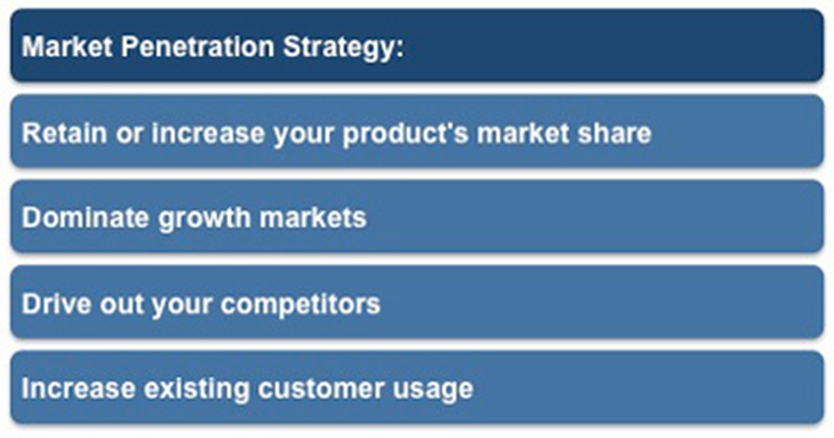 Market Penetration Strategy:
Retain or increase your product's market share
Dominate growth markets
Drive out your competitors
Increase existing customer usage